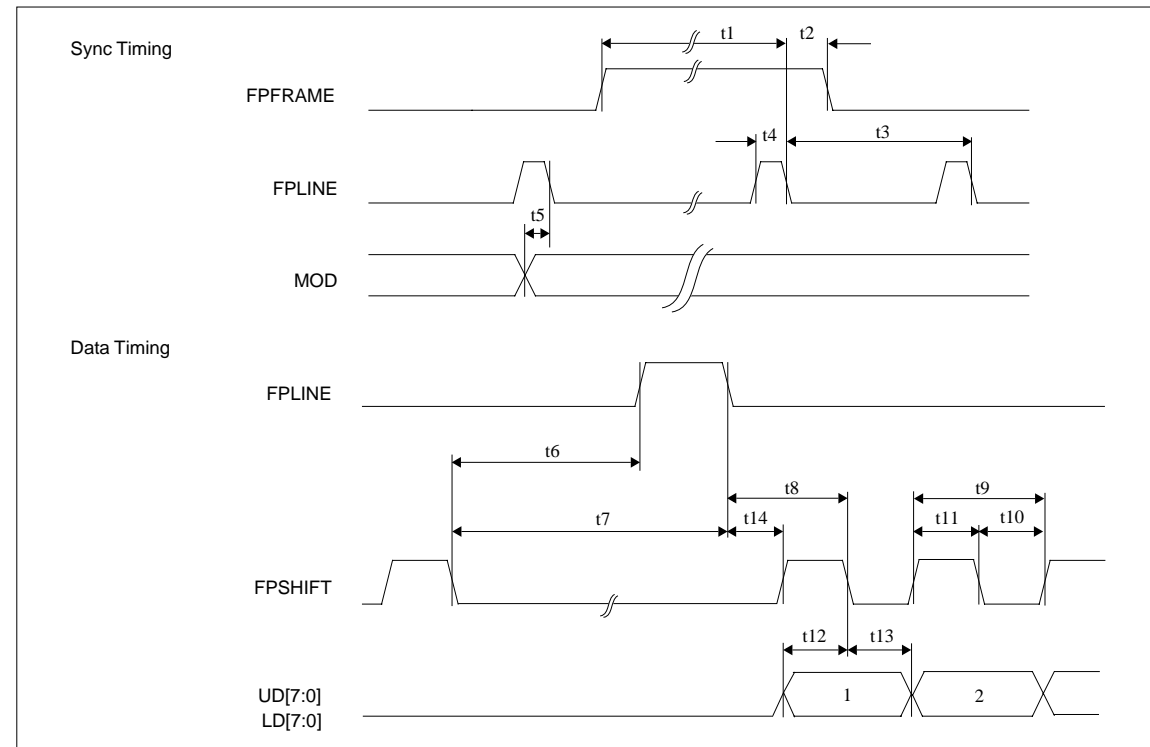 Sync Timing
t1
t2
FPFRAME
t4
t3
FPLINE
t5
MOD
Data Timing
FPLINE
t6
t8
t9
t7
t14
t11
t10
FPSHIFT
t12
t13
UD[7:0]
1
2
LD[7:0]